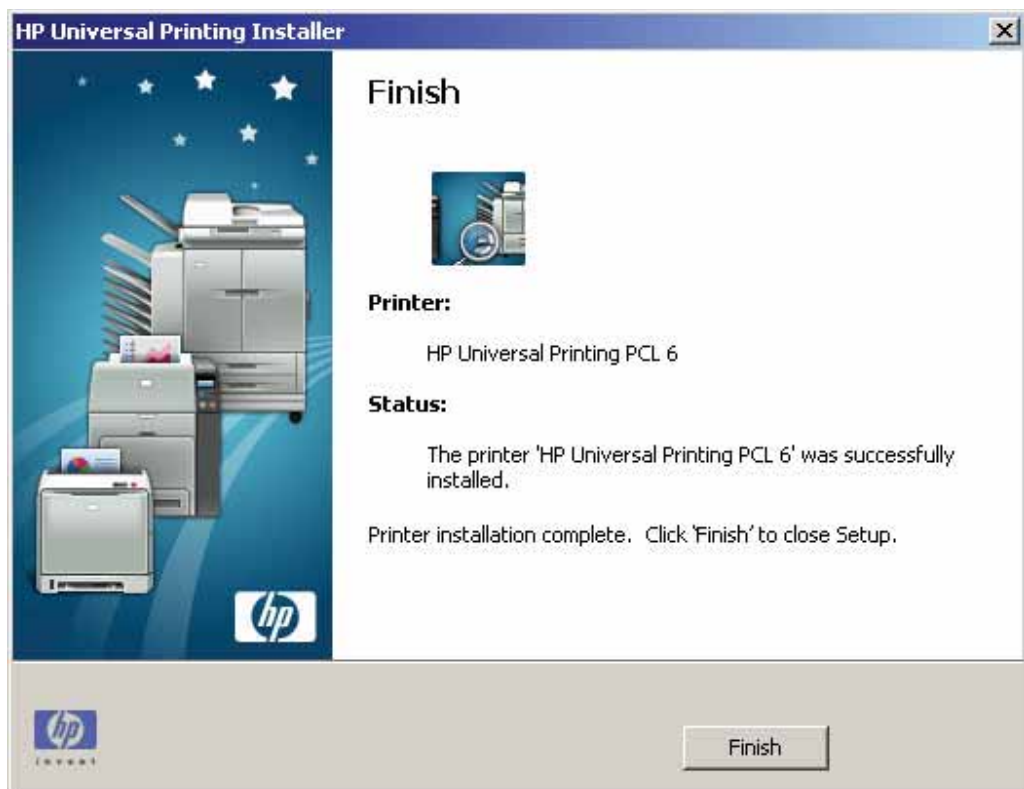 HP Universal Printing Installer
Finish
Printer:
HP Universal Printing PCL 6
Status:
The printer 'HP Universal Printing PCL 6' was successfully
installed.
Printer installation complete.  Click 'Finish' to close Setup.
hp
hp
invent
Finish